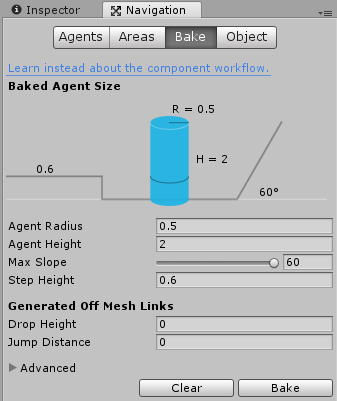 Inspector Navigation
Agents Areas Bake Object
Learn instead about the component workflow.
Baked Agent Size
R = 0.5
0.6
H = 2
60°
Agent Radius 0.5
Agent Height 2
Max Slope 60
Step Height 0.6
Generated Off Mesh Links
Drop Height 0
Jump Distance 0
Advanced
Clear Bake